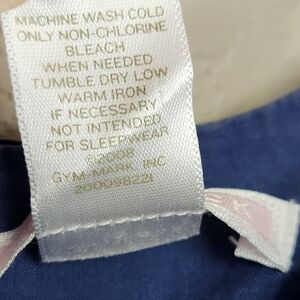 MACHINE WASH COLD
ONLY NON-CHLORINE
BLEACH
WHEN NEEDED
TUMBLE DRY LOW
WARM IRON
IF NECESSARY
NOT INTENDED
FOR SLEEPWEAR
©2008
GYM-MARK, INC
200098221